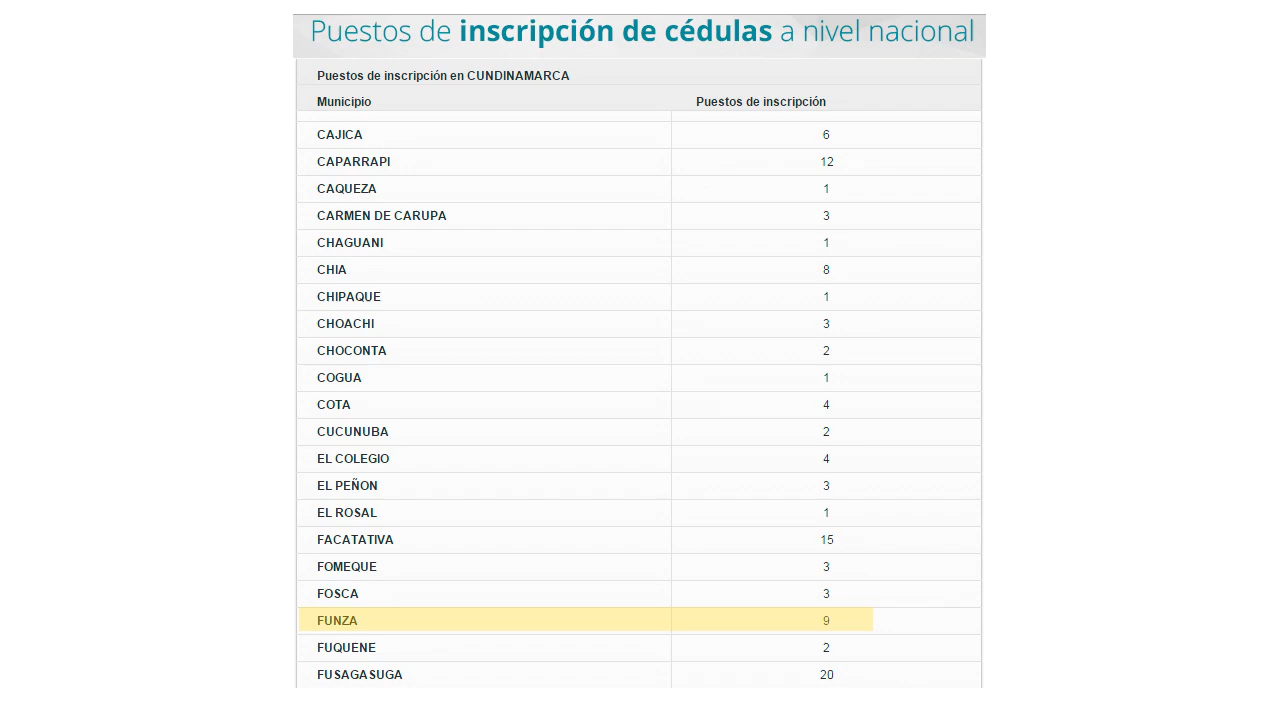 Puestos de inscripción de cédulas a nivel nacional
Puestos de inscripción en CUNDINAMARCA
Municipio Puestos de inscripción
CAJICA 6
CAPARRAPI 12
CAQUEZA 1
CARMEN DE CARUPA 3
CHAGUANI 1
CHIA 8
CHIPAQUE 1
CHOACHI 3
CHOCONTA 2
COGUA 1
COTA 4
CUCUNUBA 2
EL COLEGIO 4
EL PEÑON 3
EL ROSAL 1
FACATATIVA 15
FOMEQUE 3
FOSCA 3
FUNZA 9
FUQUENE 2
FUSAGASUGA 20